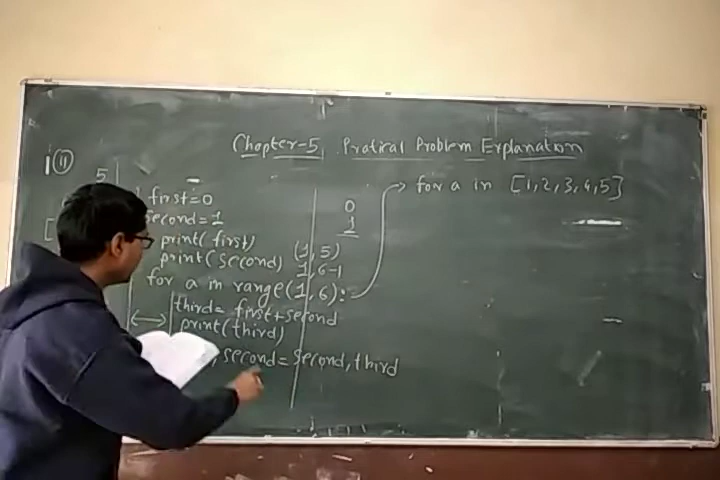 Chapter-5 Pratical Problem Explanation
i 11
5
first=0
second=1
print(first)
print(second)
for a in range(1,6):
third= first+second
print(third)
, second= second, third
0
1
(1,5)
1,6-1
for a in [1,2,3,4,5]